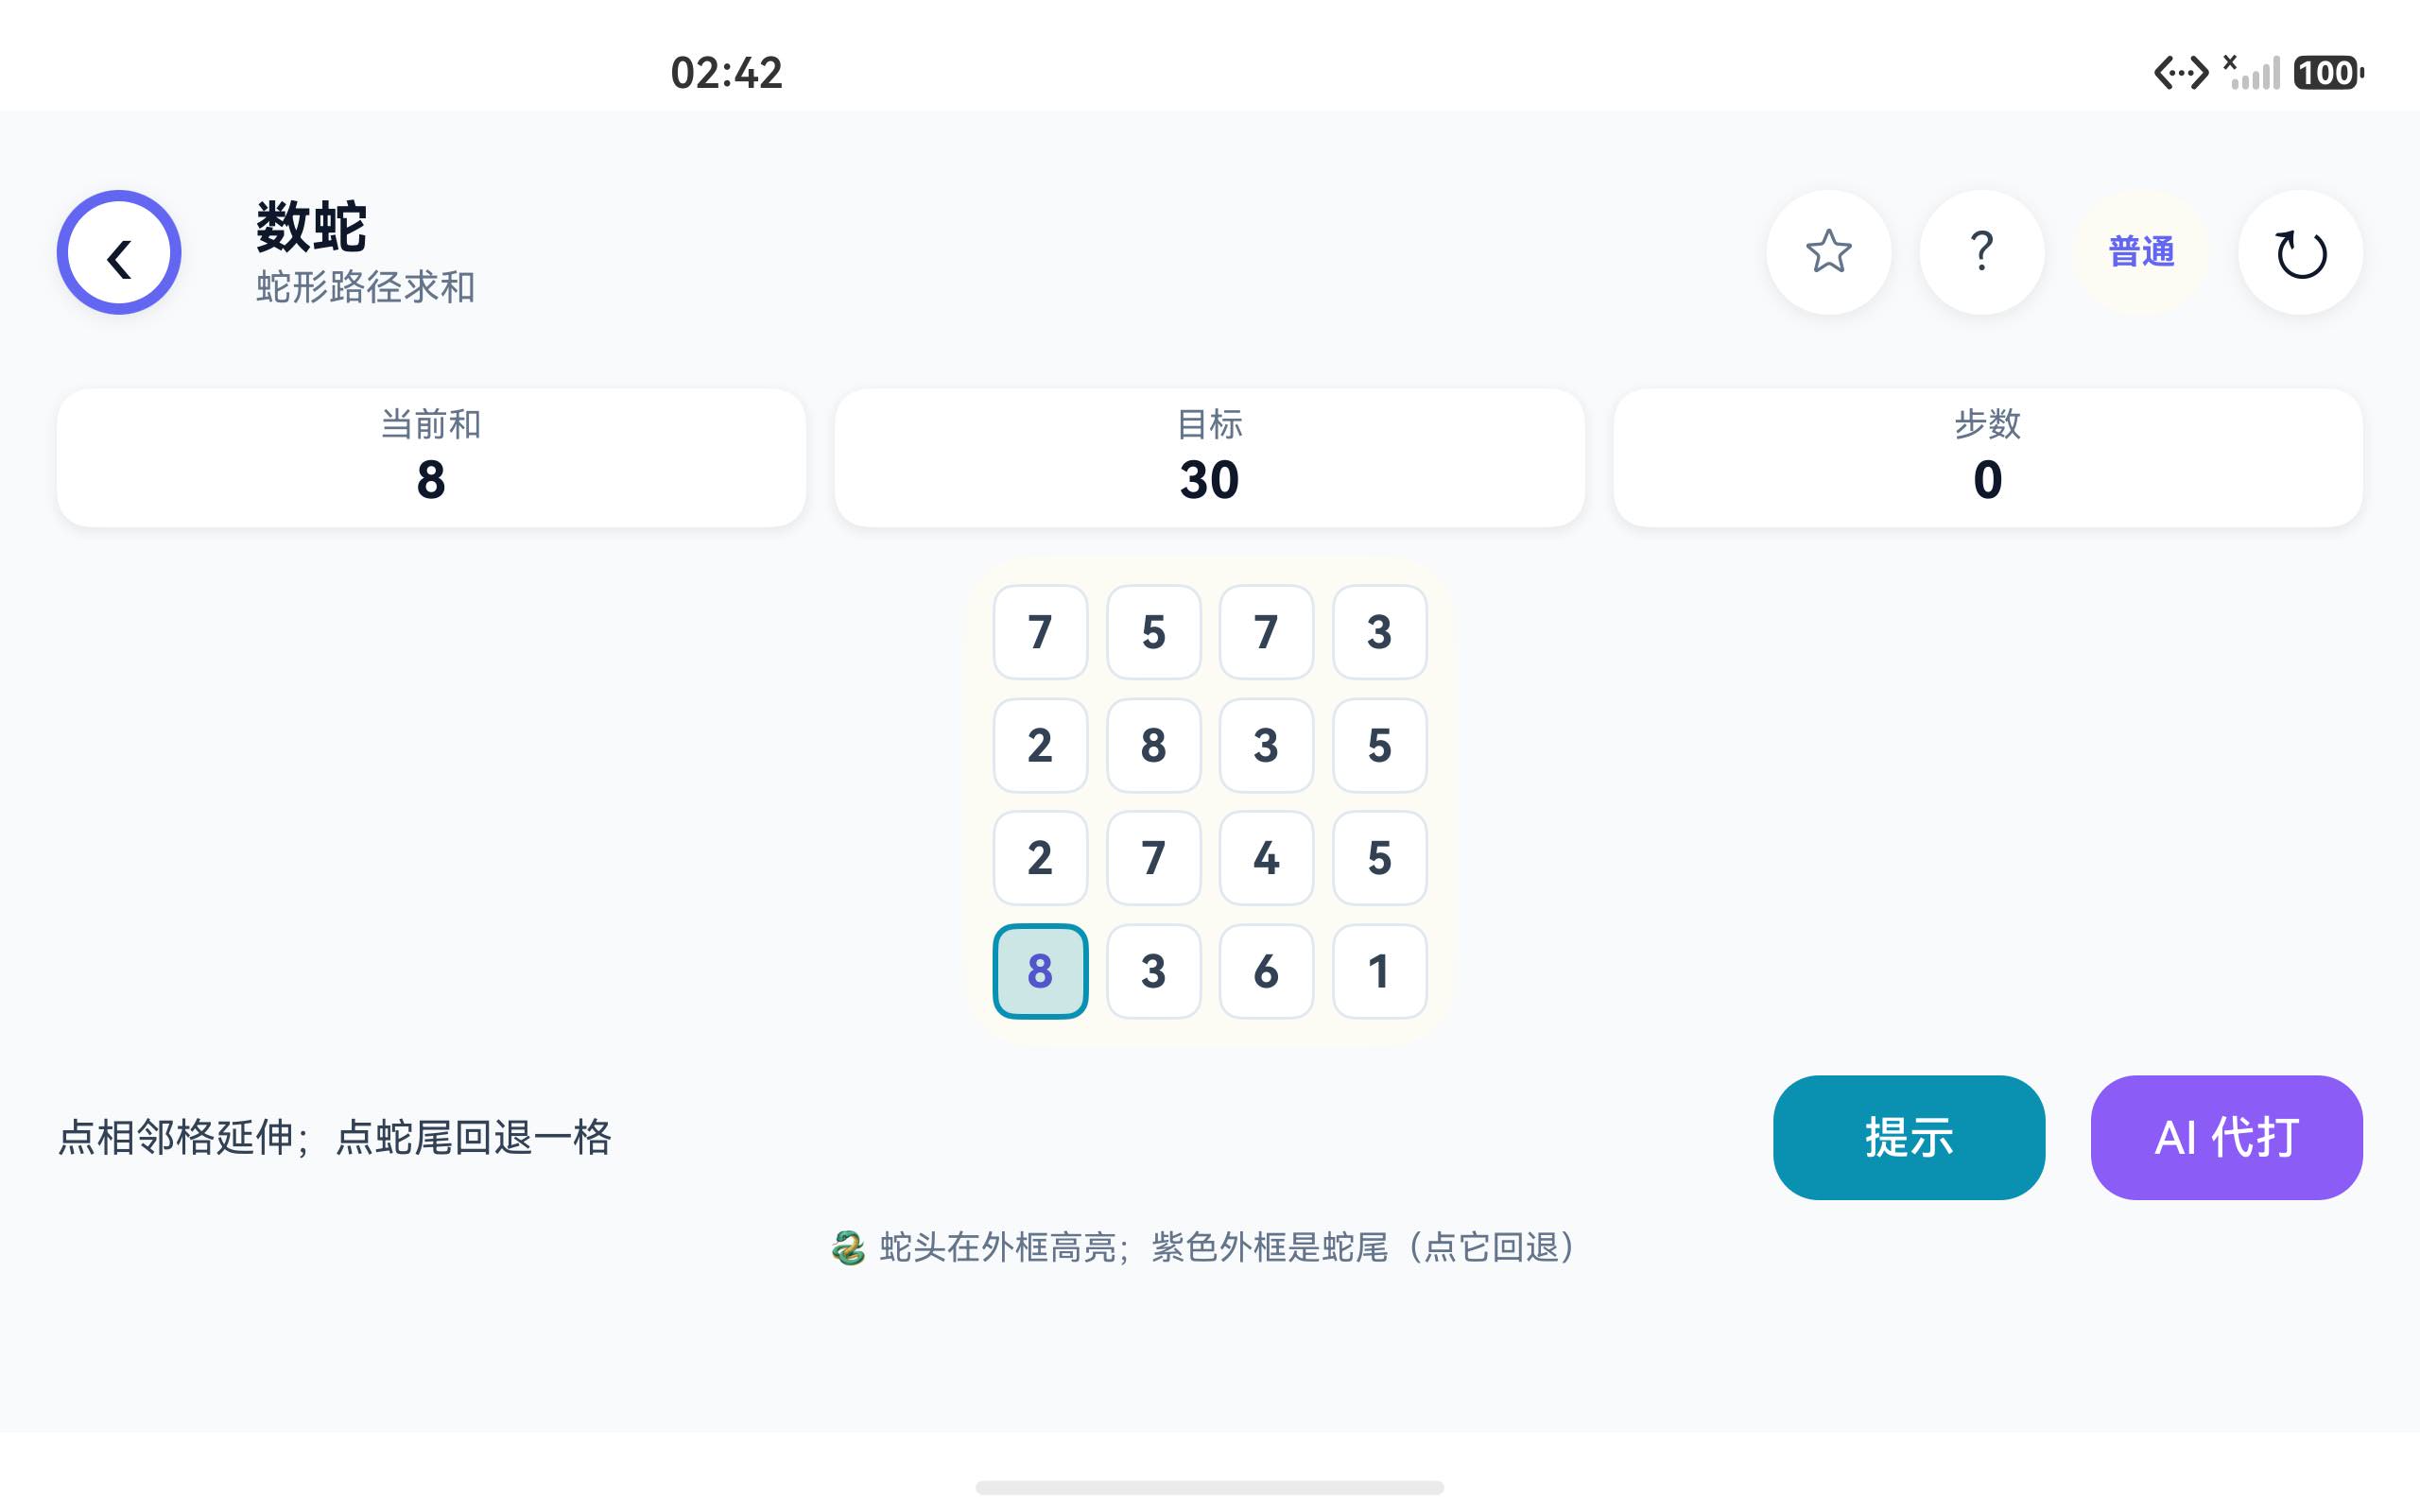 02:42
100
数蛇
蛇形路径求和
?
普通
当前和
8
目标
30
步数
0
7 5 7 3
2 8 3 5
2 7 4 5
8 3 6 1
点相邻格延伸；点蛇尾回退一格
提示
AI 代打
蛇头在外框高亮；紫色外框是蛇尾（点它回退）